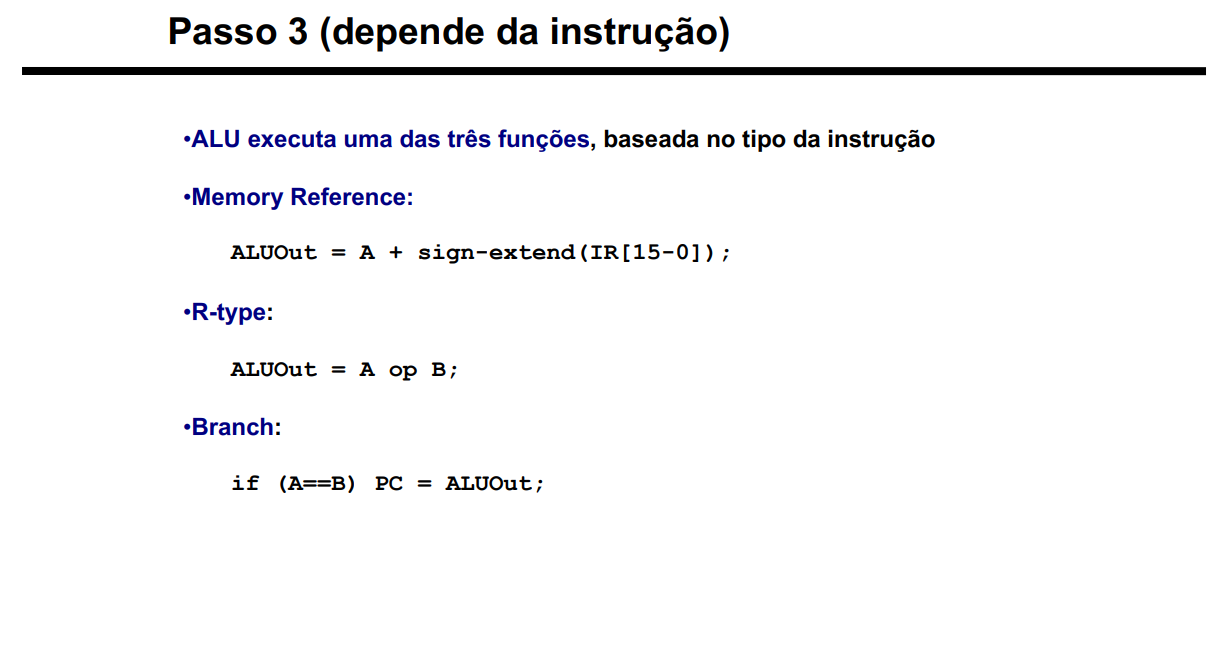 Passo 3 (depende da instrução)
•ALU executa uma das três funções, baseada no tipo da instrução
•Memory Reference:
ALUOut = A + sign-extend(IR[15-0]);
•R-type:
ALUOut = A op B;
•Branch:
if (A==B) PC = ALUOut;